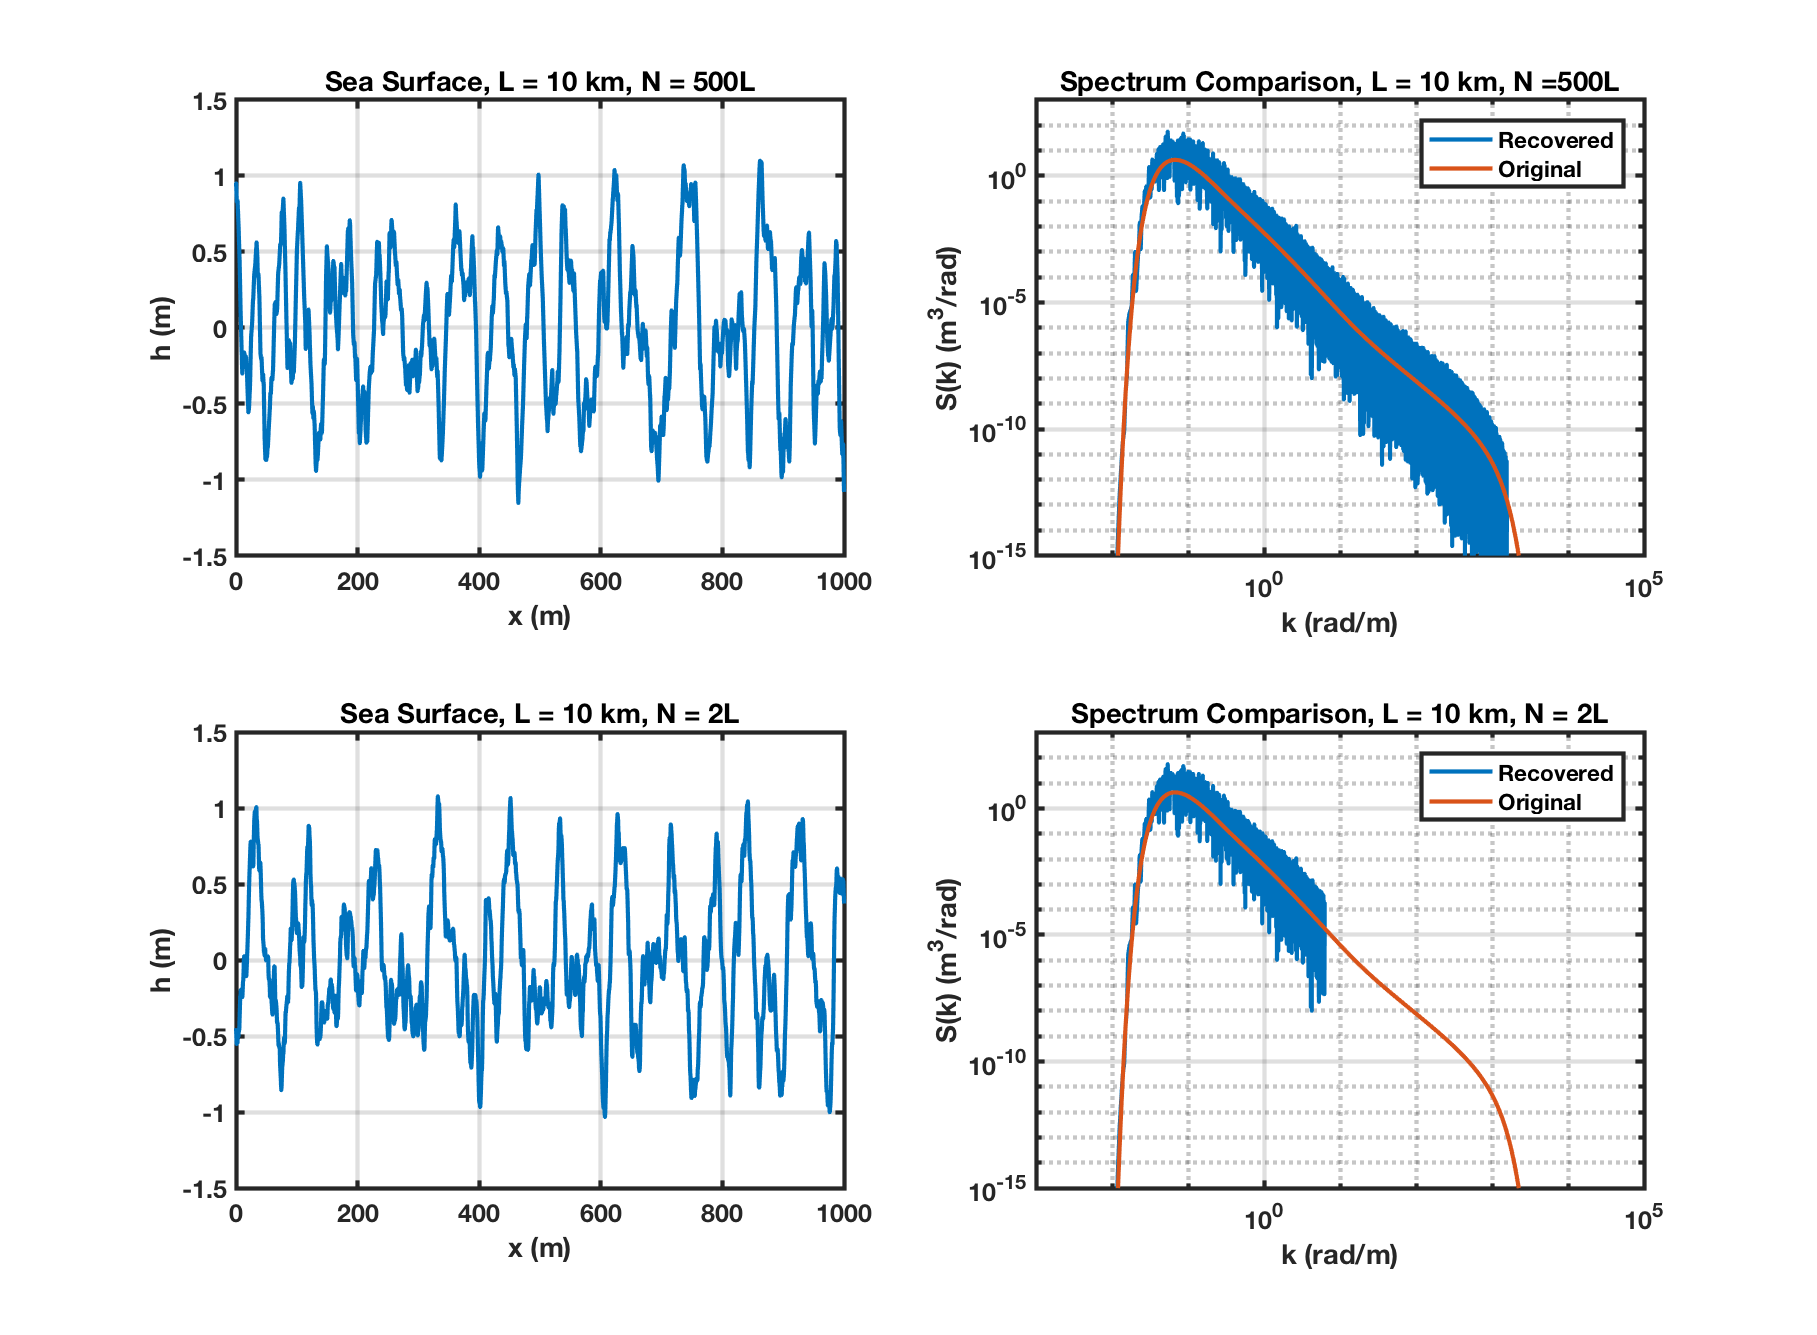 Sea Surface, L = 10 km, N = 500L
1.5
1
0.5
0
-0.5
-1
-1.5
h (m)
0 200 400 600 800 1000
x (m)
Spectrum Comparison, L = 10 km, N =500L
Recovered
Original
10^0
10^-5
10^-10
10^-15
S(k) (m^3/rad)
10^0 10^5
k (rad/m)
Sea Surface, L = 10 km, N = 2L
1.5
1
0.5
0
-0.5
-1
-1.5
h (m)
0 200 400 600 800 1000
x (m)
Spectrum Comparison, L = 10 km, N = 2L
Recovered
Original
10^0
10^-5
10^-10
10^-15
S(k) (m^3/rad)
10^0 10^5
k (rad/m)